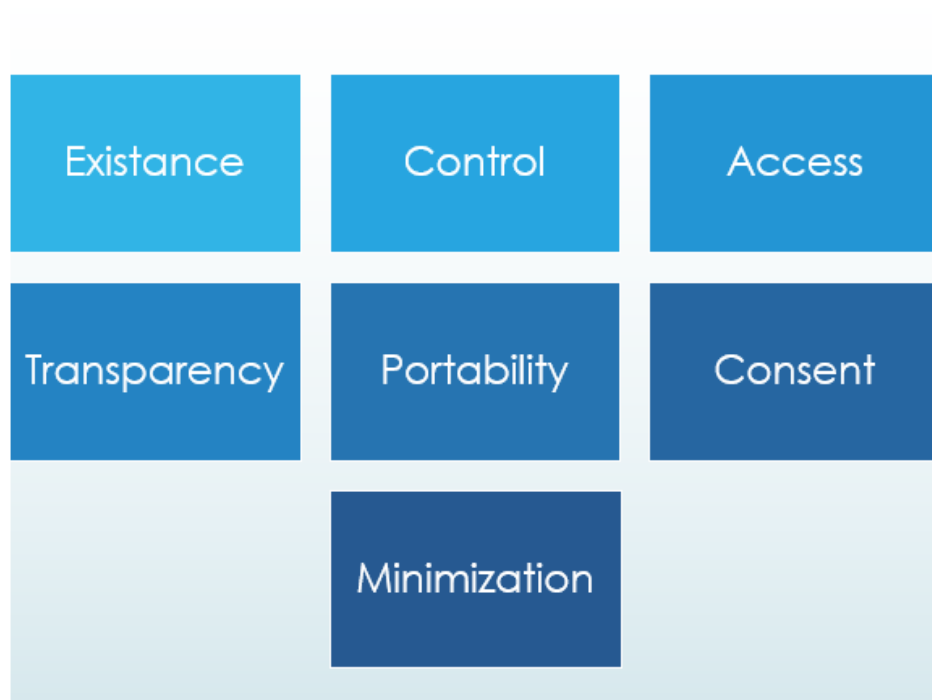 Existance
Control
Access
Transparency
Portability
Consent
Minimization